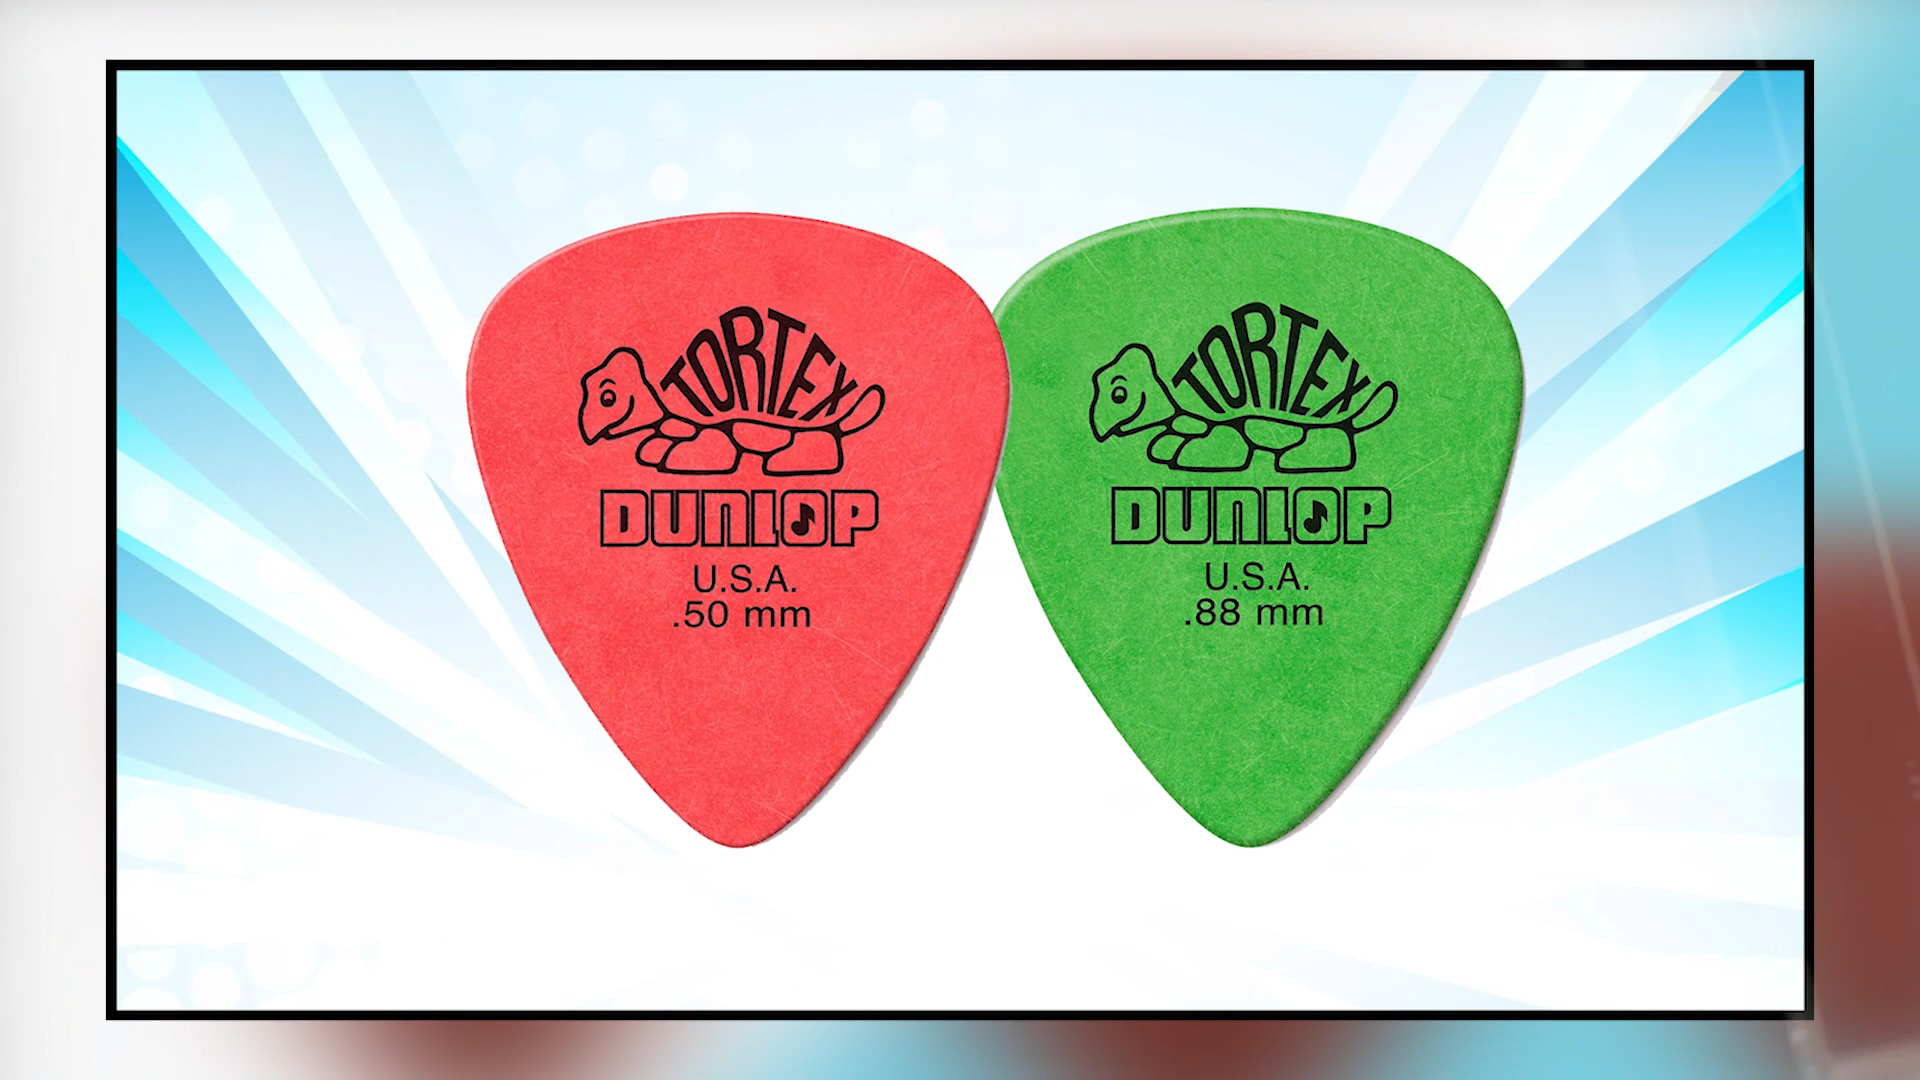 TORTEX
DUNLOP
U.S.A.
.50 mm
TORTEX
DUNLOP
U.S.A.
.88 mm